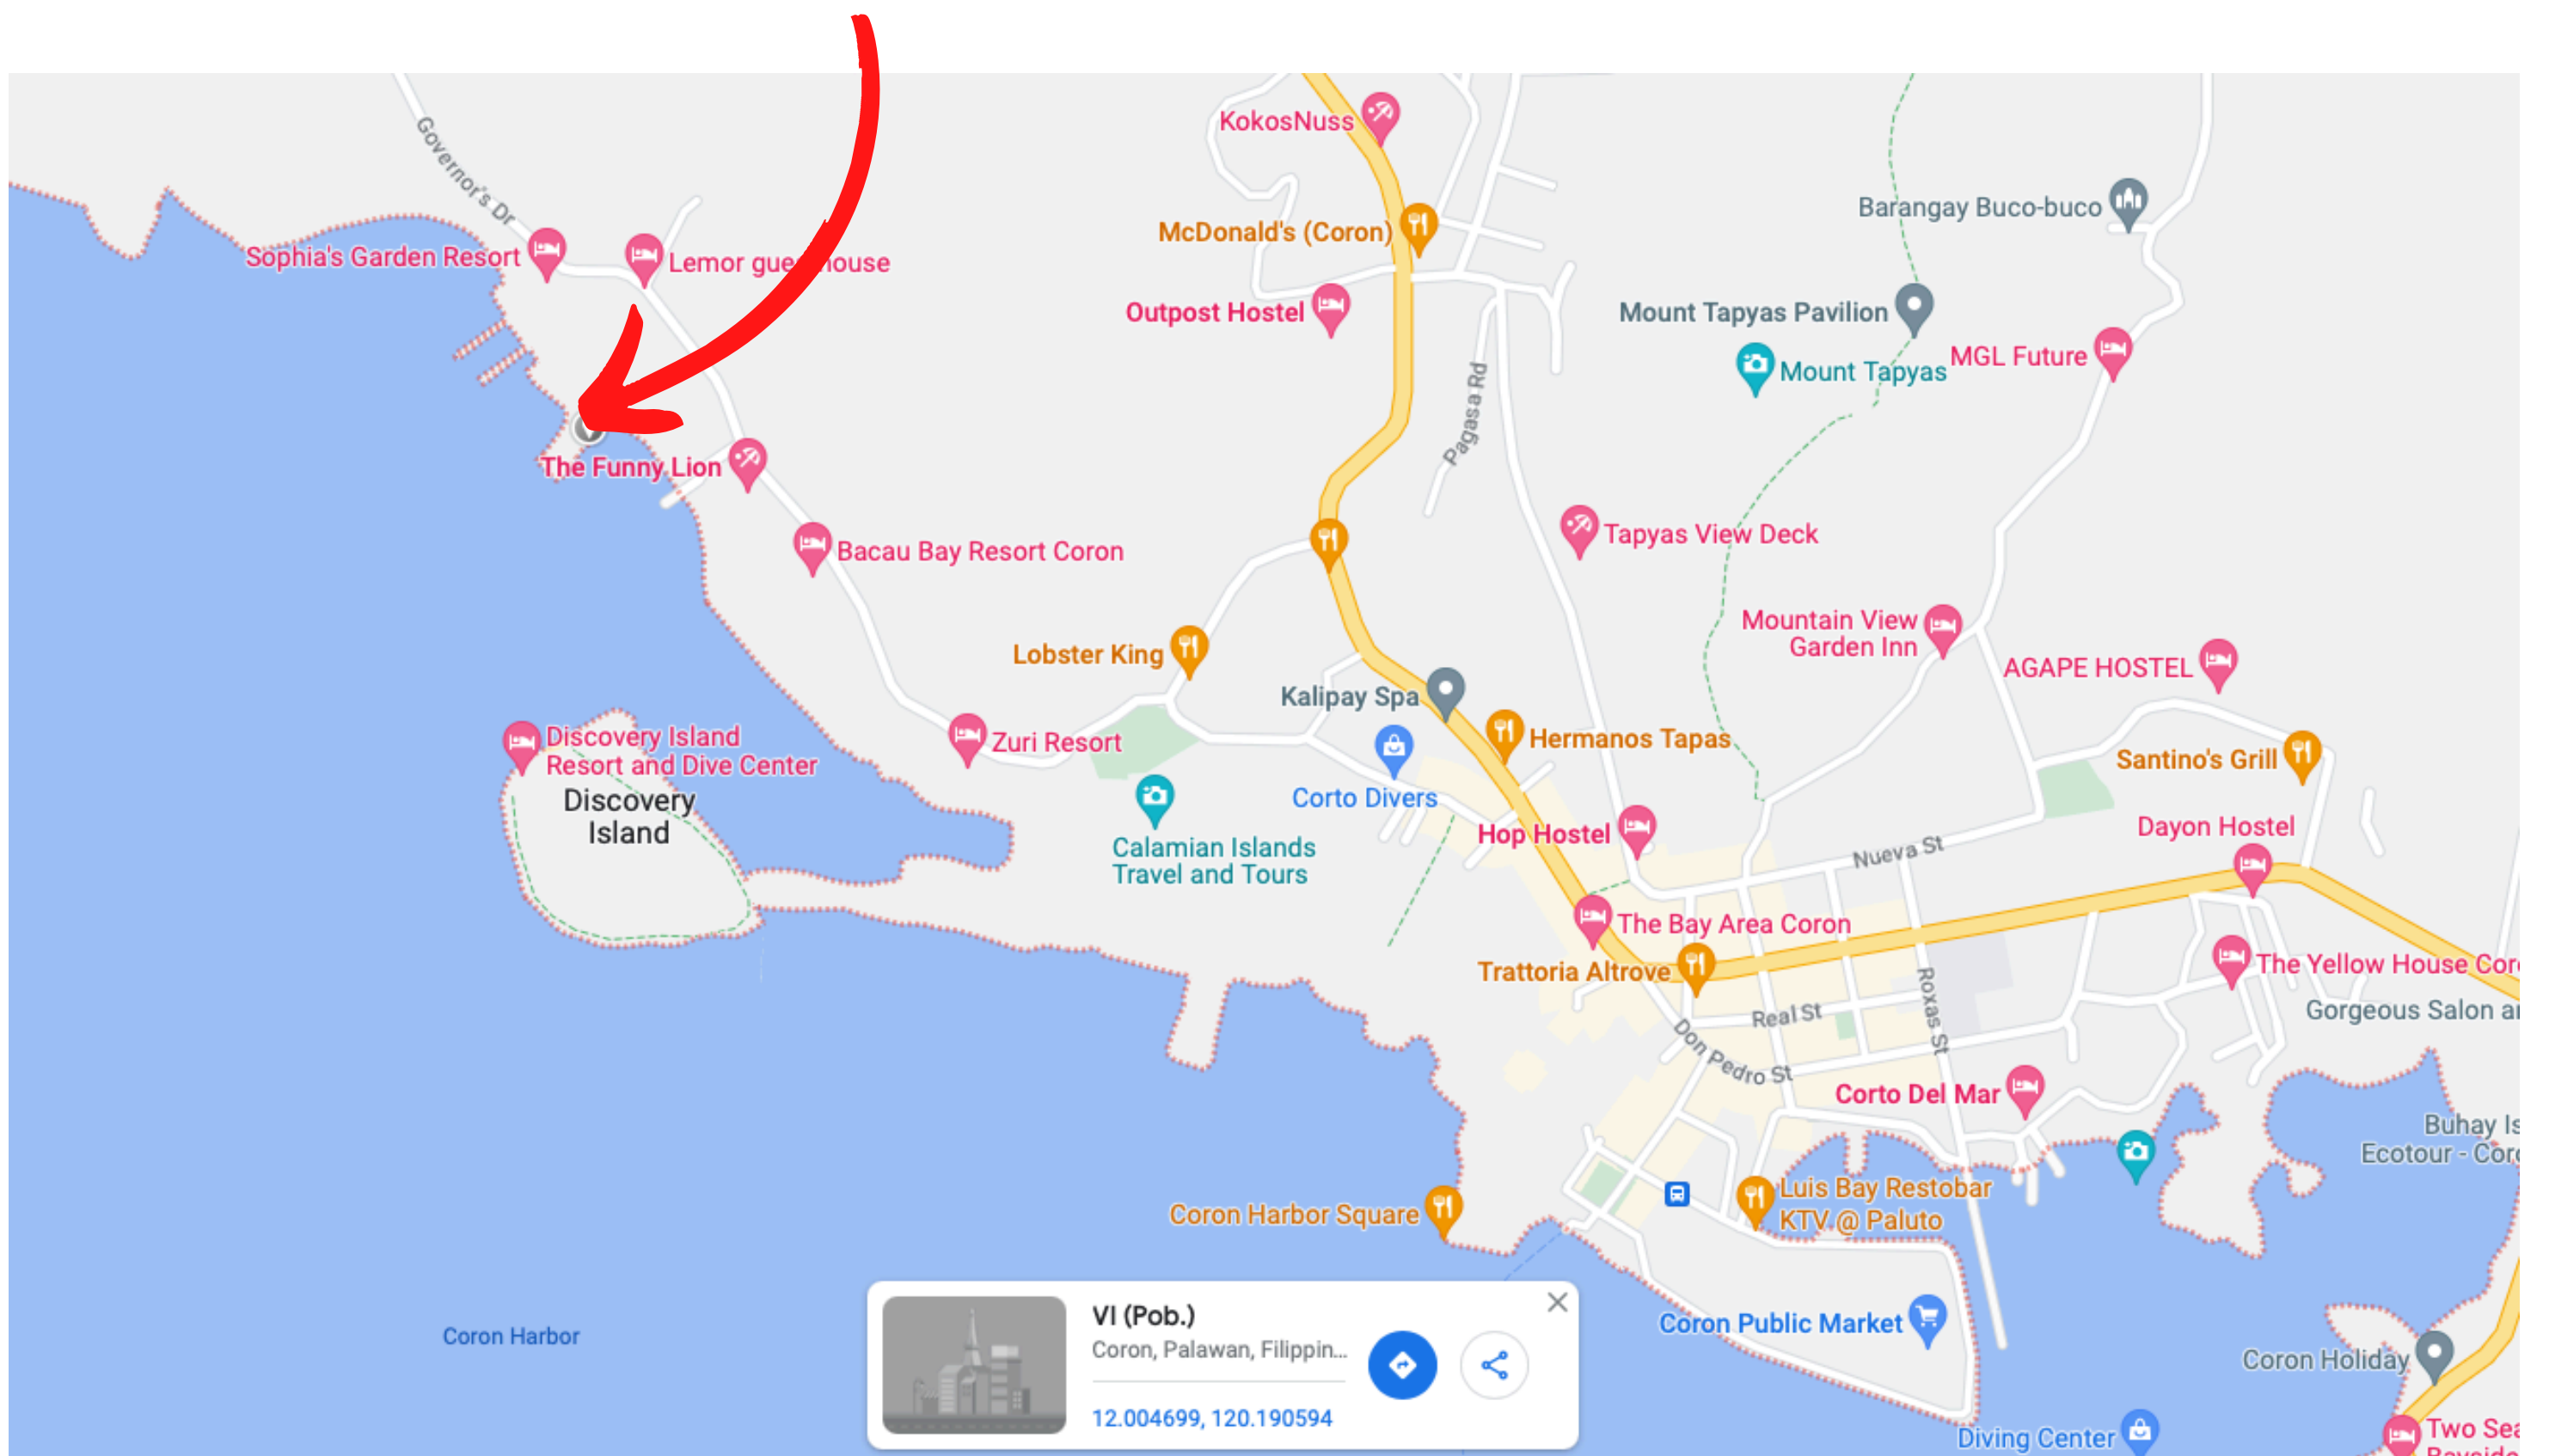 KokosNuss
Governor's Dr
Barangay Buco-buco
McDonald's (Coron)
Sophia's Garden Resort
Lemor gue house
Outpost Hostel
Mount Tapyas Pavilion
MGL Future
Mount Tapyas
Pagasa Rd
The Funny Lion
Tapyas View Deck
Bacau Bay Resort Coron
Mountain View
Garden Inn
Lobster King
AGAPE HOSTEL
Kalipay Spa
Hermanos Tapas
Discovery Island
Resort and Dive Center
Zuri Resort
Santino's Grill
Discovery
Island
Corto Divers
Hop Hostel
Dayon Hostel
Calamian Islands
Travel and Tours
Nueva St
The Bay Area Coron
Trattoria Altrove
The Yellow House Cor
Roxas St
Gorgeous Salon a
Real St
Don Pedro St
Corto Del Mar
Buhay Is
Ecotour - Cor
Luis Bay Restobar
KTV @ Paluto
Coron Harbor Square
VI (Pob.)
Coron, Palawan, Filippin...
12.004699, 120.190594
Coron Public Market
Coron Harbor
Coron Holiday
Diving Center
Two Sea